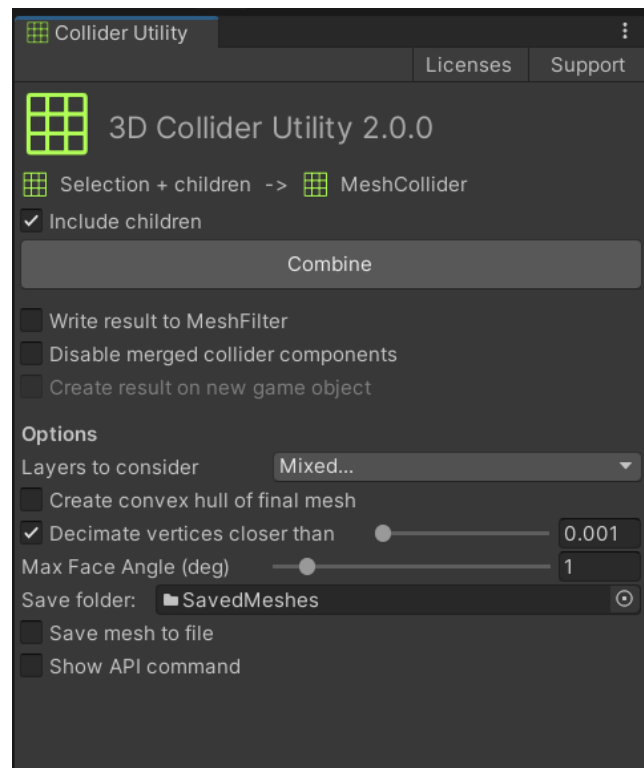 Collider Utility
Licenses Support
3D Collider Utility 2.0.0
Selection + children -> MeshCollider
Include children
Combine
Write result to MeshFilter
Disable merged collider components
Create result on new game object
Options
Layers to consider Mixed...
Create convex hull of final mesh
Decimate vertices closer than 0.001
Max Face Angle (deg) 1
Save folder: SavedMeshes
Save mesh to file
Show API command